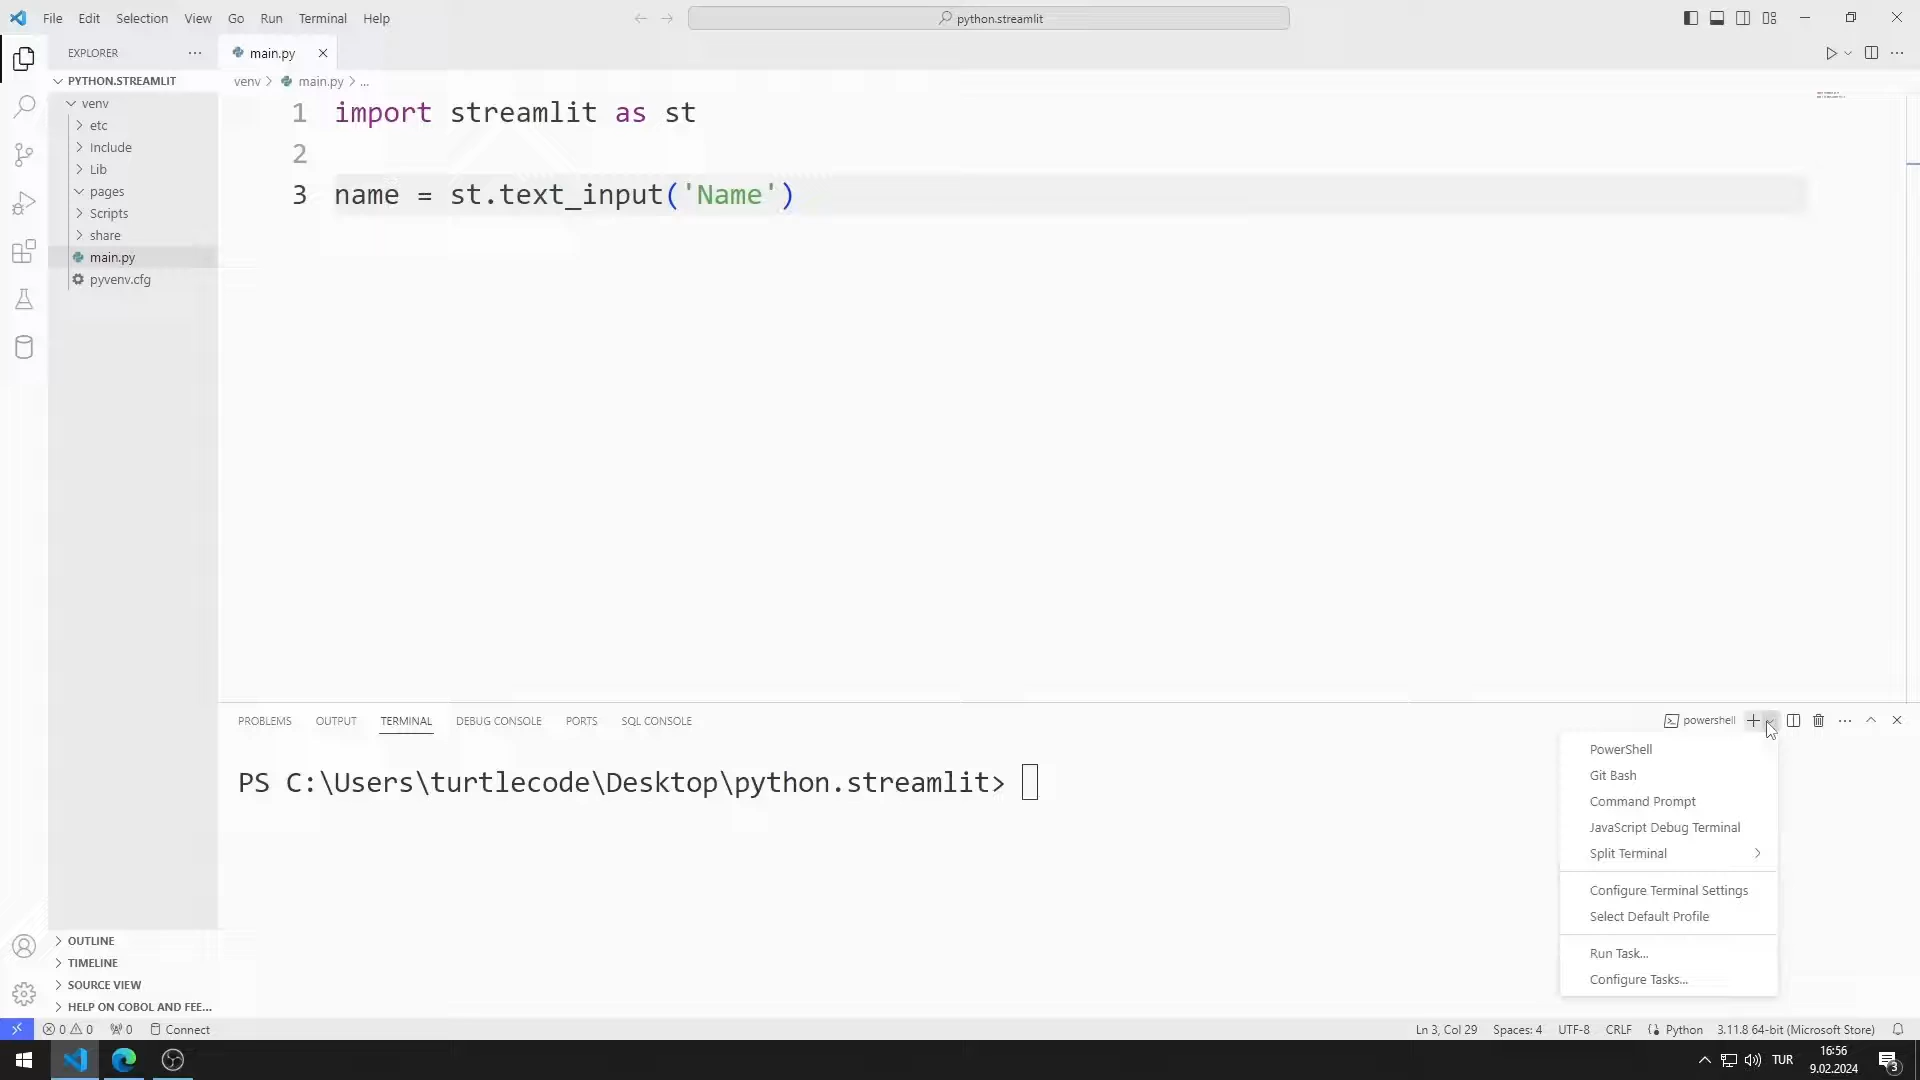 File Edit Selection View Go Run Terminal Help
python.streamlit
EXPLORER
main.py
PYTHON.STREAMLIT
venv > main.py > ...
venv
etc
Include
Lib
pages
Scripts
share
main.py
pyvenv.cfg
1 import streamlit as st
2
3 name = st.text_input('Name')
PROBLEMS OUTPUT TERMINAL DEBUG CONSOLE PORTS SQL CONSOLE
powershell
PS C:\Users\turtlecode\Desktop\python.streamlit>
PowerShell
Git Bash
Command Prompt
JavaScript Debug Terminal
Split Terminal
Configure Terminal Settings
Select Default Profile
Run Task...
Configure Tasks...
OUTLINE
TIMELINE
SOURCE VIEW
HELP ON COBOL AND FEE...
0 0 0 Connect
Ln 3, Col 29 Spaces: 4 UTF-8 CRLF Python 3.11.8 64-bit (Microsoft Store)
TUR
16:56
9.02.2024
3